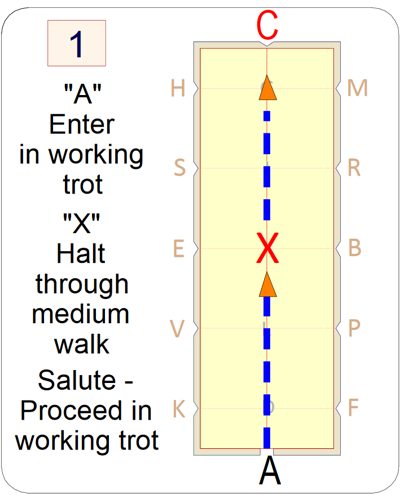 1
"A"
Enter
in working
trot
"X"
Halt
through
medium
walk
Salute -
Proceed in
working trot
C
H M
S R
E X B
V P
K F
A